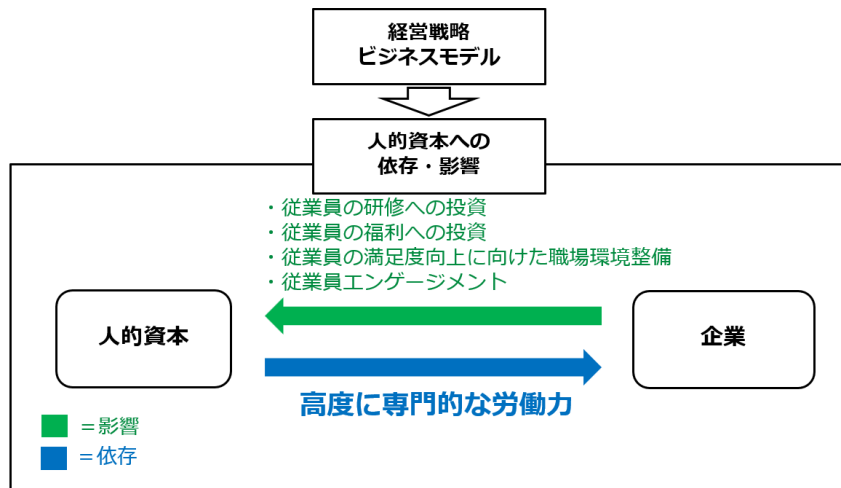 経営戦略
ビジネスモデル
人的資本への
依存・影響
・従業員の研修への投資
・従業員の福利への投資
・従業員の満足度向上に向けた職場環境整備
・従業員エンゲージメント
人的資本
企業
高度に専門的な労働力
＝影響
＝依存